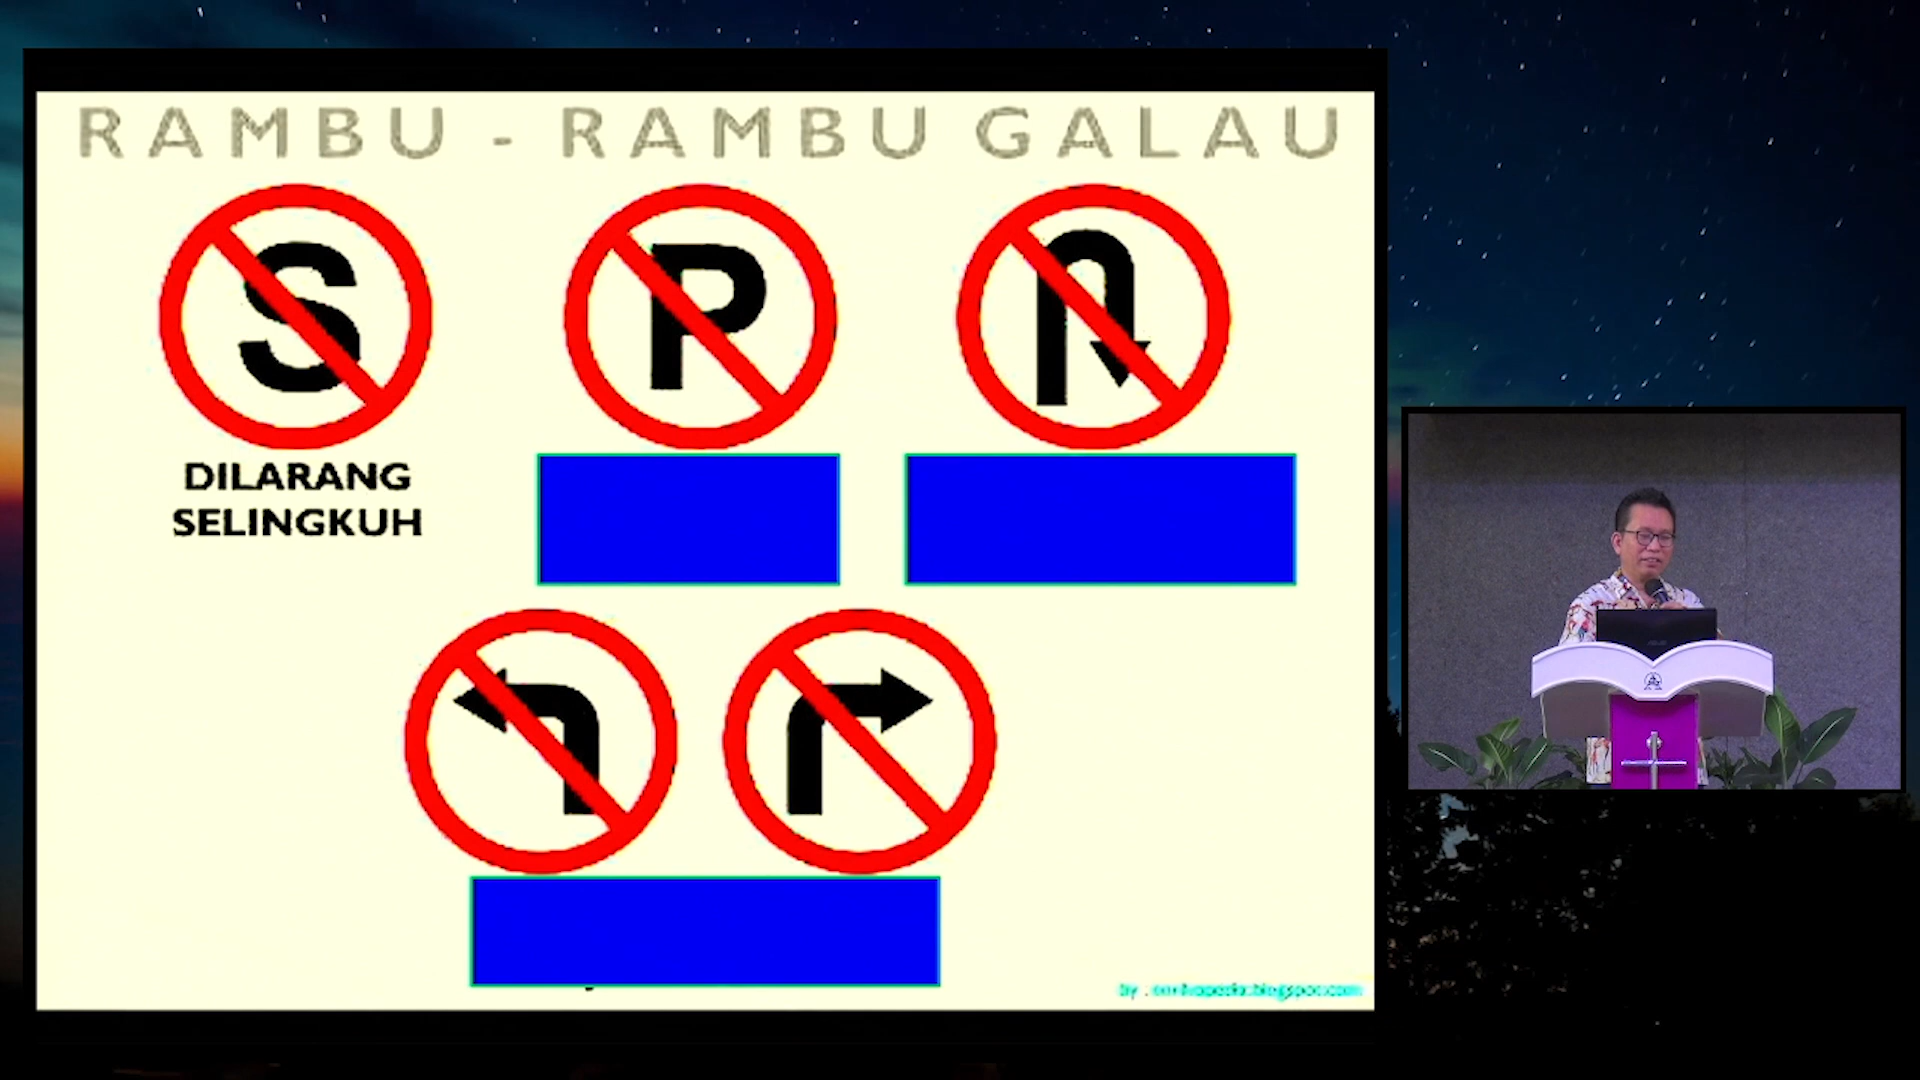 RAMBU - RAMBU GALAU
S
P
DILARANG
SELINGKUH